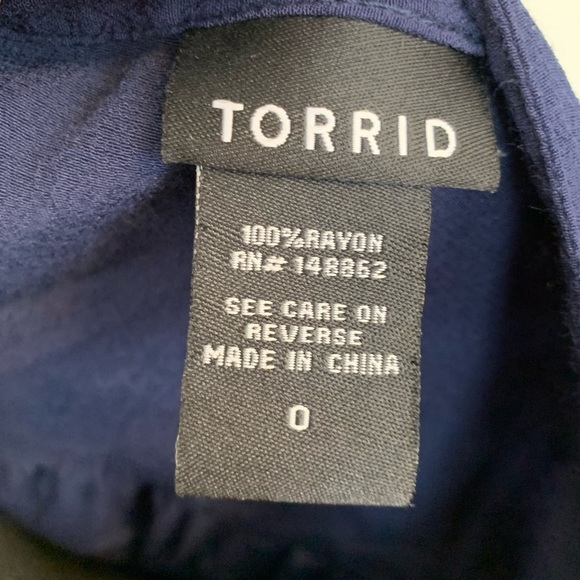 TORRID
100%RAYON
RN# 148862
SEE CARE ON
REVERSE
MADE IN CHINA
0